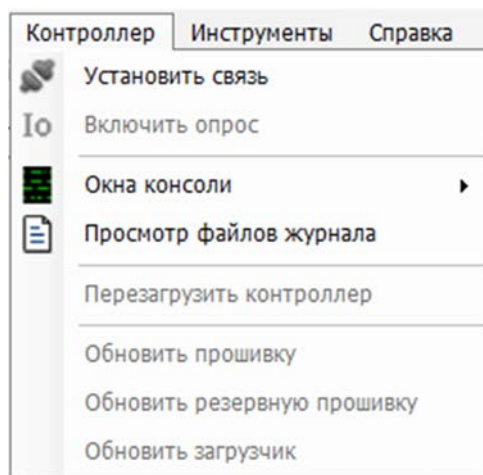 Контроллер Инструменты Справка
Установить связь
Io Включить опрос
Окна консоли
Просмотр файлов журнала
Перезагрузить контроллер
Обновить прошивку
Обновить резервную прошивку
Обновить загрузчик